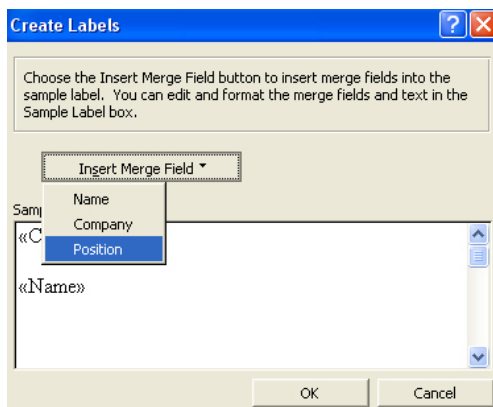 Create Labels
Choose the Insert Merge Field button to insert merge fields into the
sample label. You can edit and format the merge fields and text in the
Sample Label box.
Insert Merge Field
Name
Company
Position
«Name»
OK
Cancel